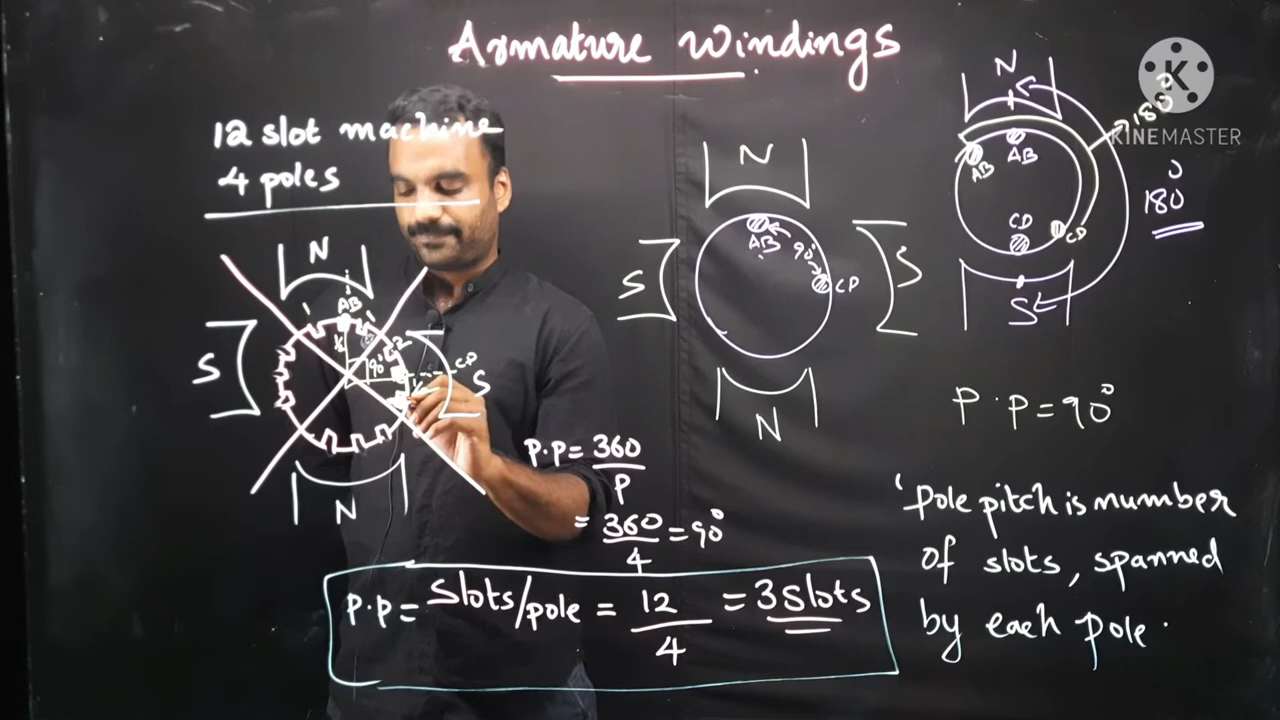 Armature windings
12 slot machine
4 poles
N
AB
1
2
90°
CD
S
S
N
N
AB
90°
CD
S
S
N
N
180°
AB
AB
CD
CD
S
180°
K
KINEMASTER
P.P = 90°
P.P = 360/P
= 360/4 = 90°
P.P = slots/pole = 12/4 = 3 slots
'Pole pitch is number
of slots, spanned
by each pole.